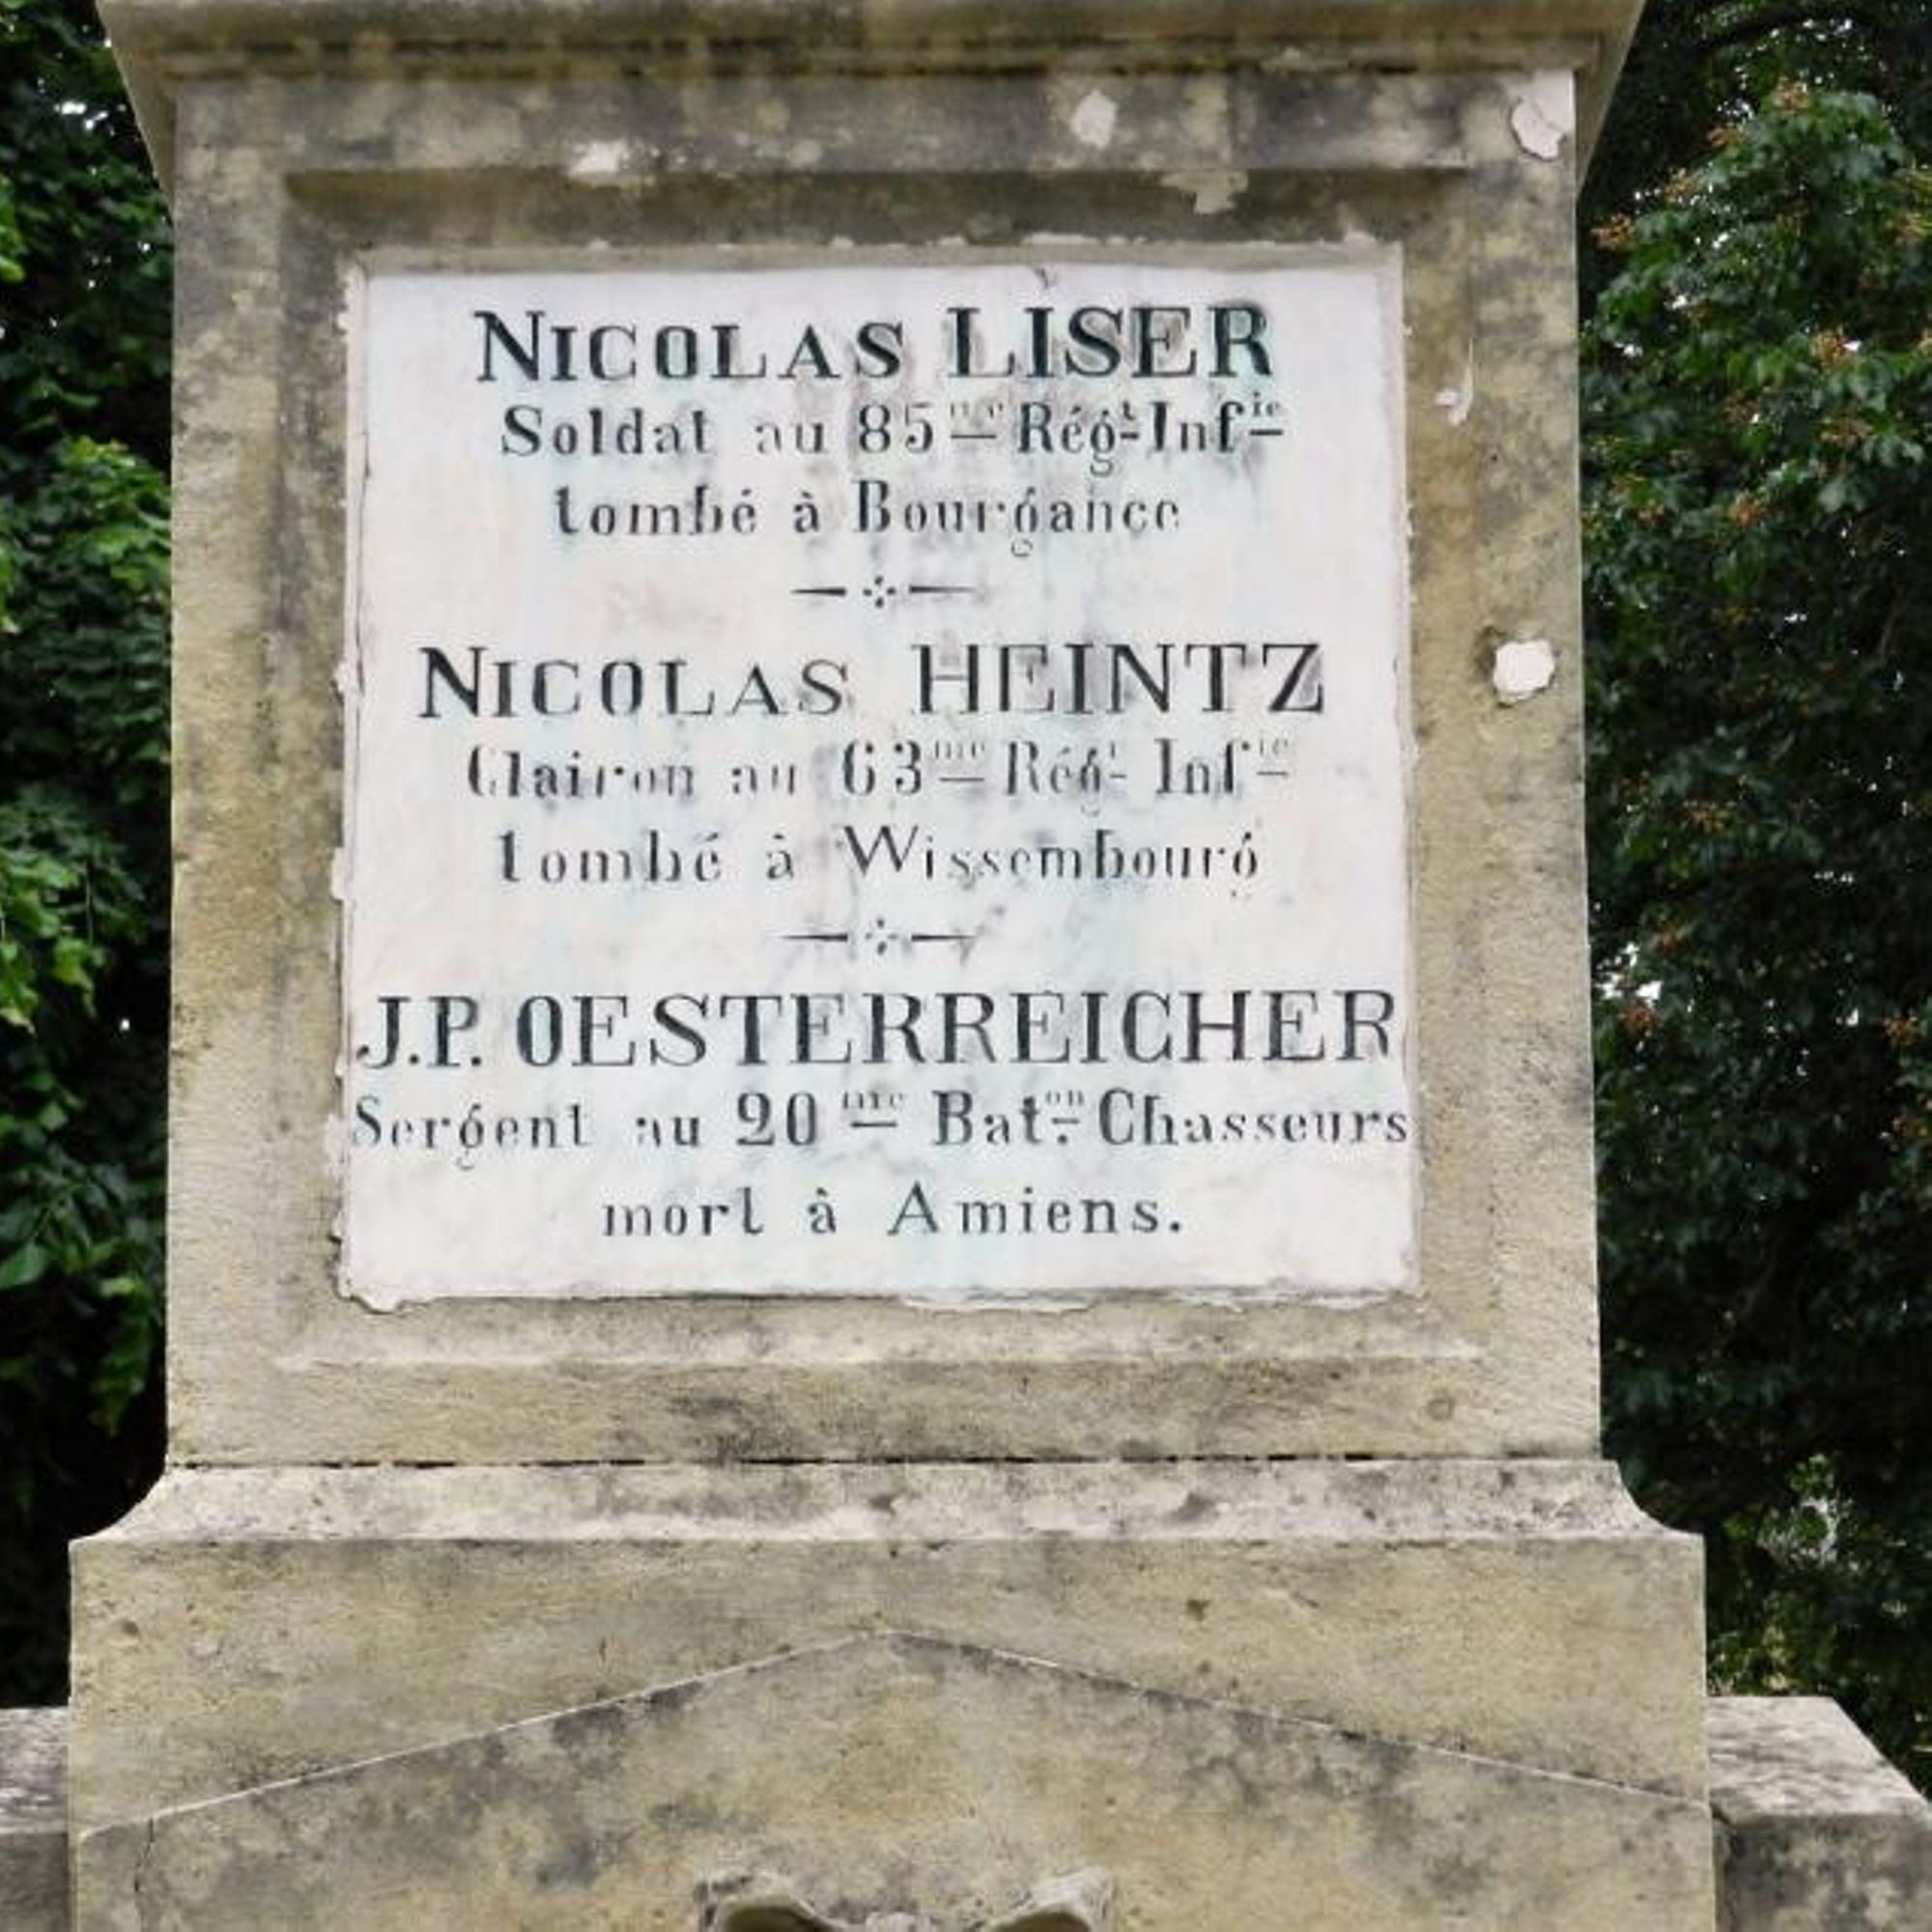 NICOLAS LISER
Soldat au 85me Régt Infie
tombé à Bourgance
NICOLAS HEINTZ
Clairon au 63me Régt Infie
tombé à Wissembourg
J.P. OESTERREICHER
Sergent au 20me Baton Chasseurs
mort à Amiens.